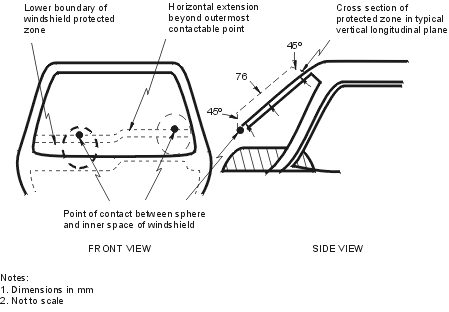 Lower boundary of
windshield protected
zone
Horizontal extension
beyond outermost
contactable point
Cross section of
protected zone in typical
vertical longitudinal plane
45°
76
45°
Point of contact between sphere
and inner space of windshield
FRONT VIEW
SIDE VIEW
Notes:
1. Dimensions in mm
2. Not to scale